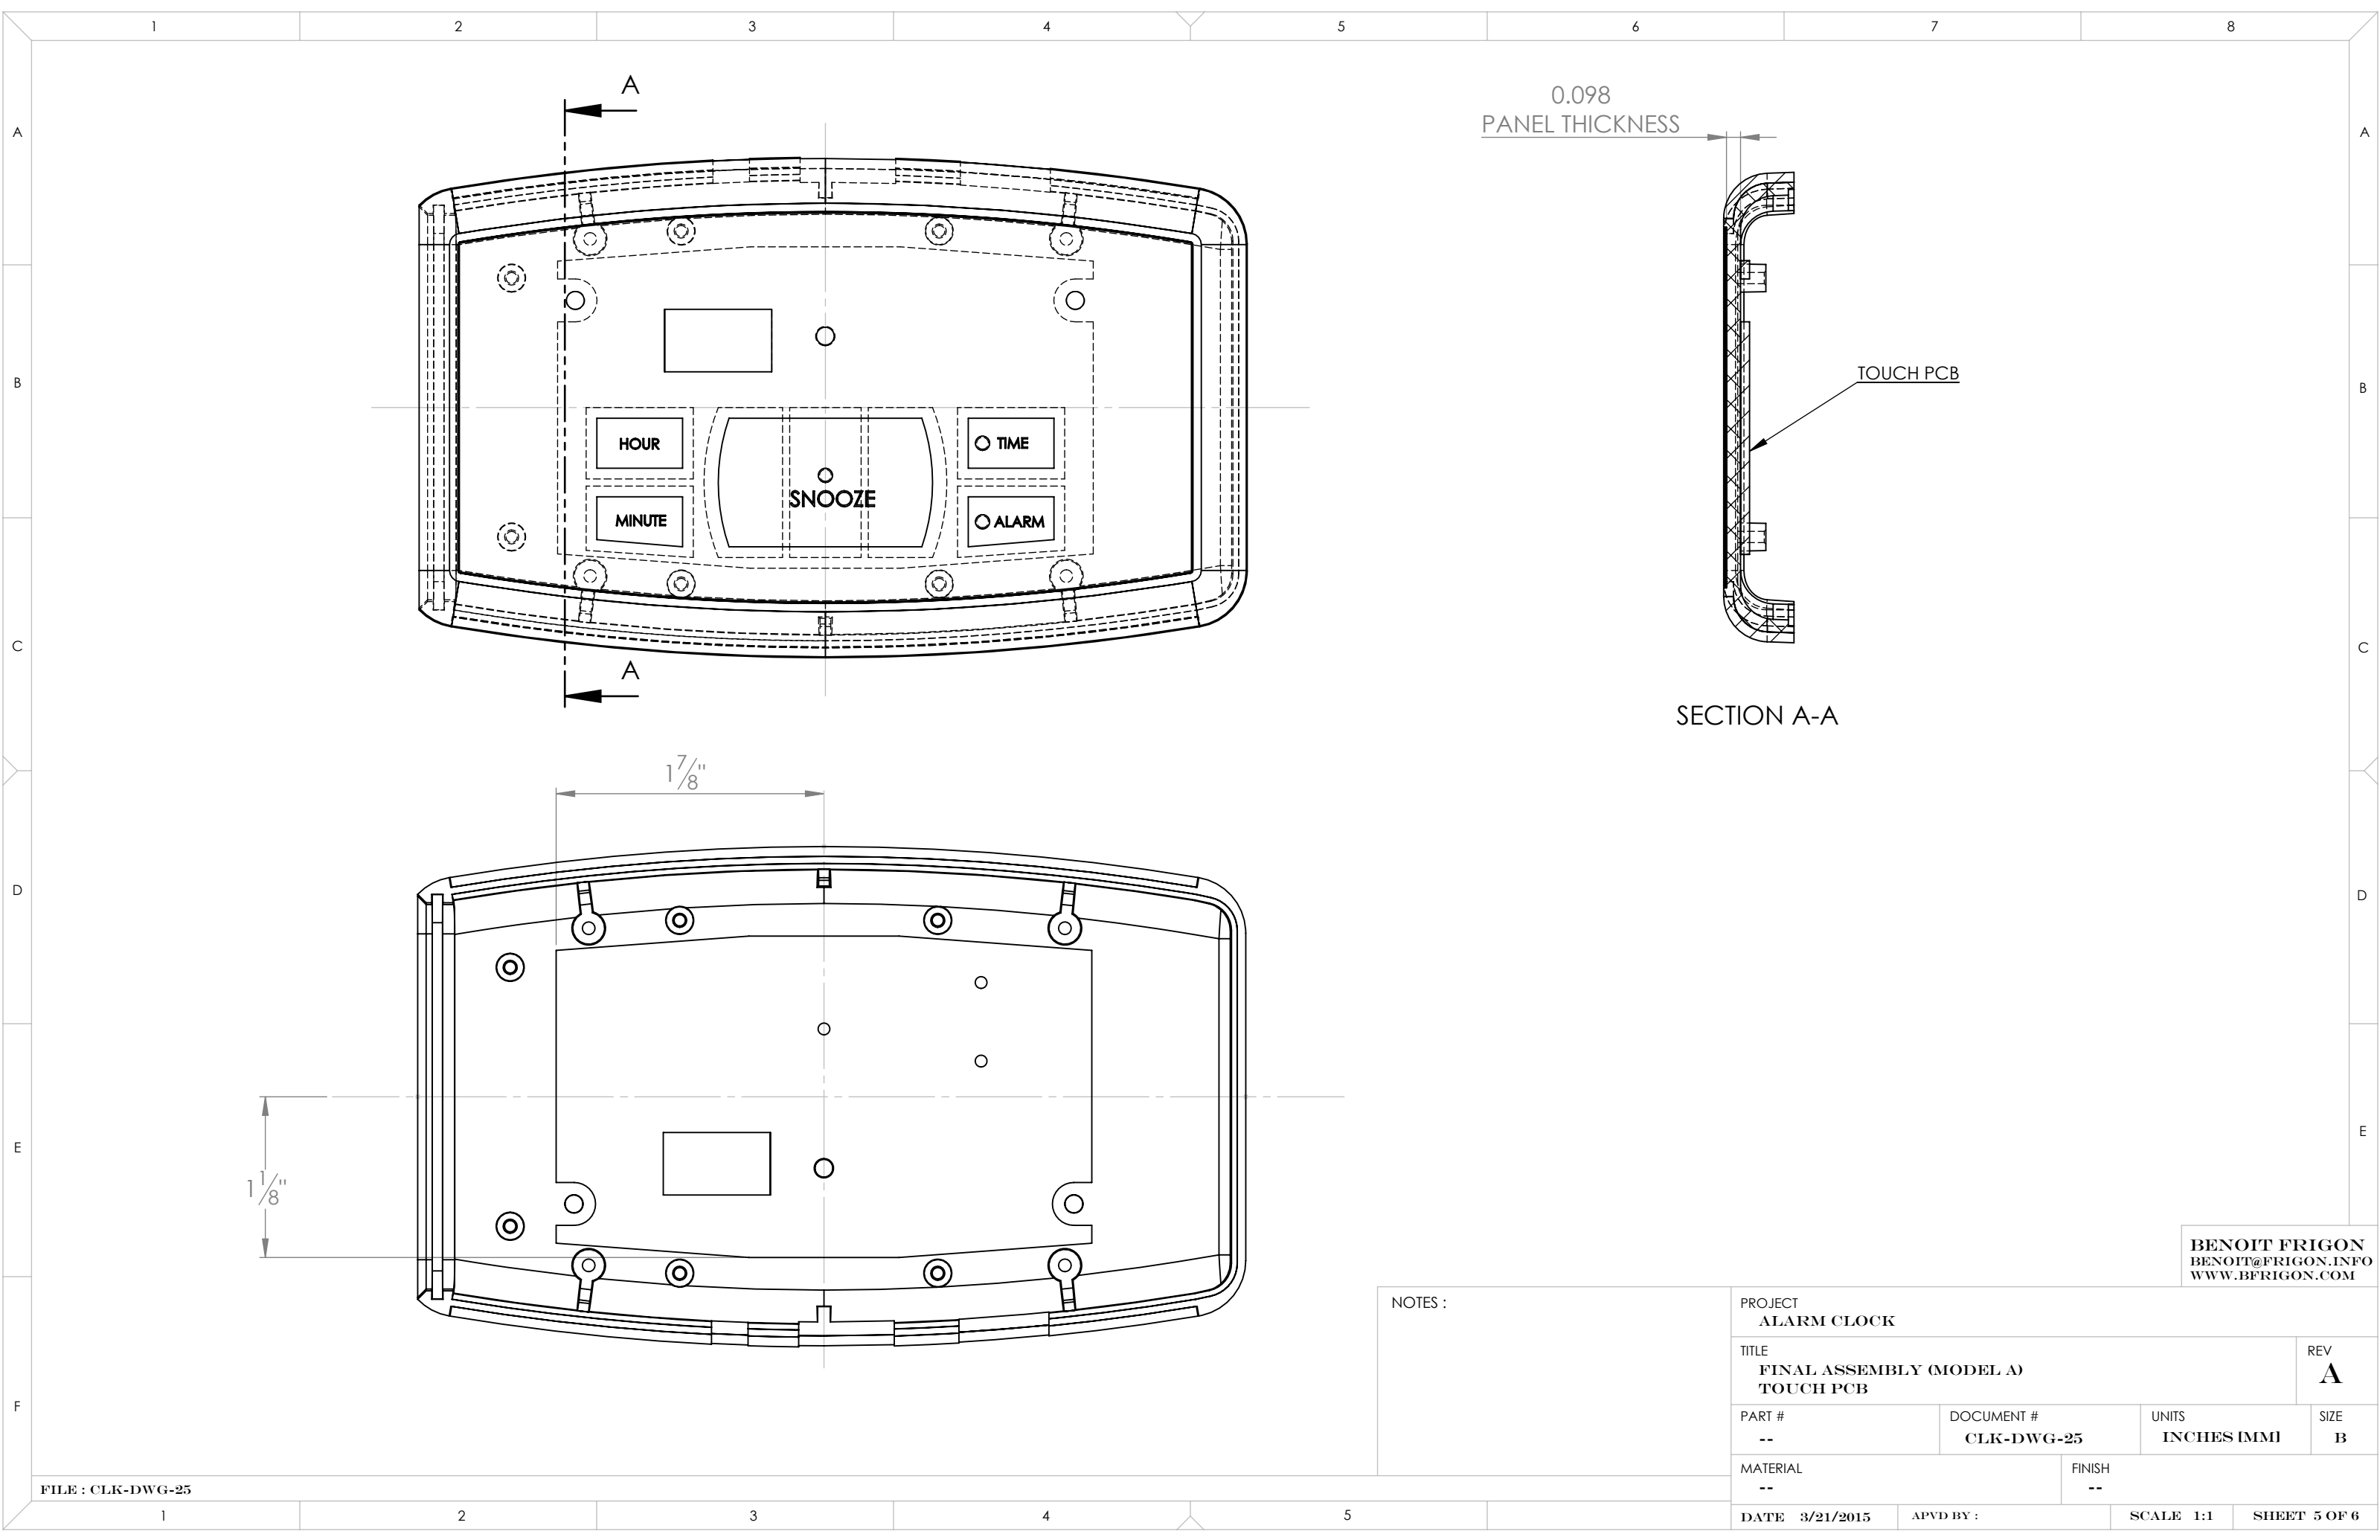 1 2 3 4 5 6 7 8
A
0.098
PANEL THICKNESS
A A
TOUCH PCB
B B
HOUR TIME
SNOOZE
MINUTE ALARM
C C
A
SECTION A-A
1 7/8"
D D
E E
1 1/8"
BENOIT FRIGON
BENOIT@FRIGON.INFO
WWW.BFRIGON.COM
NOTES :
PROJECT
ALARM CLOCK
TITLE REV
FINAL ASSEMBLY (MODEL A) A
TOUCH PCB
F
PART # DOCUMENT # UNITS SIZE
-- CLK-DWG-25 INCHES [MM] B
MATERIAL FINISH
-- --
FILE : CLK-DWG-25
1 2 3 4 5
DATE 3/21/2015 APVD BY : SCALE 1:1 SHEET 5 OF 6